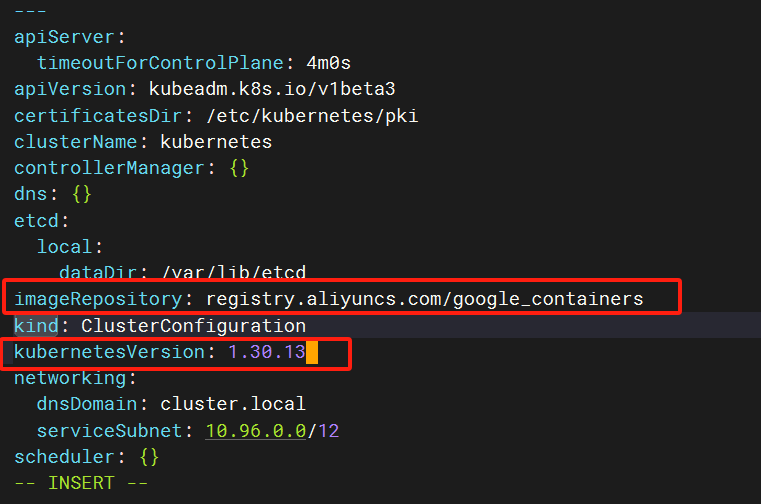 ---
apiServer:
  timeoutForControlPlane: 4m0s
apiVersion: kubeadm.k8s.io/v1beta3
certificatesDir: /etc/kubernetes/pki
clusterName: kubernetes
controllerManager: {}
dns: {}
etcd:
  local:
    dataDir: /var/lib/etcd
imageRepository: registry.aliyuncs.com/google_containers
kind: ClusterConfiguration
kubernetesVersion: 1.30.13
networking:
  dnsDomain: cluster.local
  serviceSubnet: 10.96.0.0/12
scheduler: {}
-- INSERT --